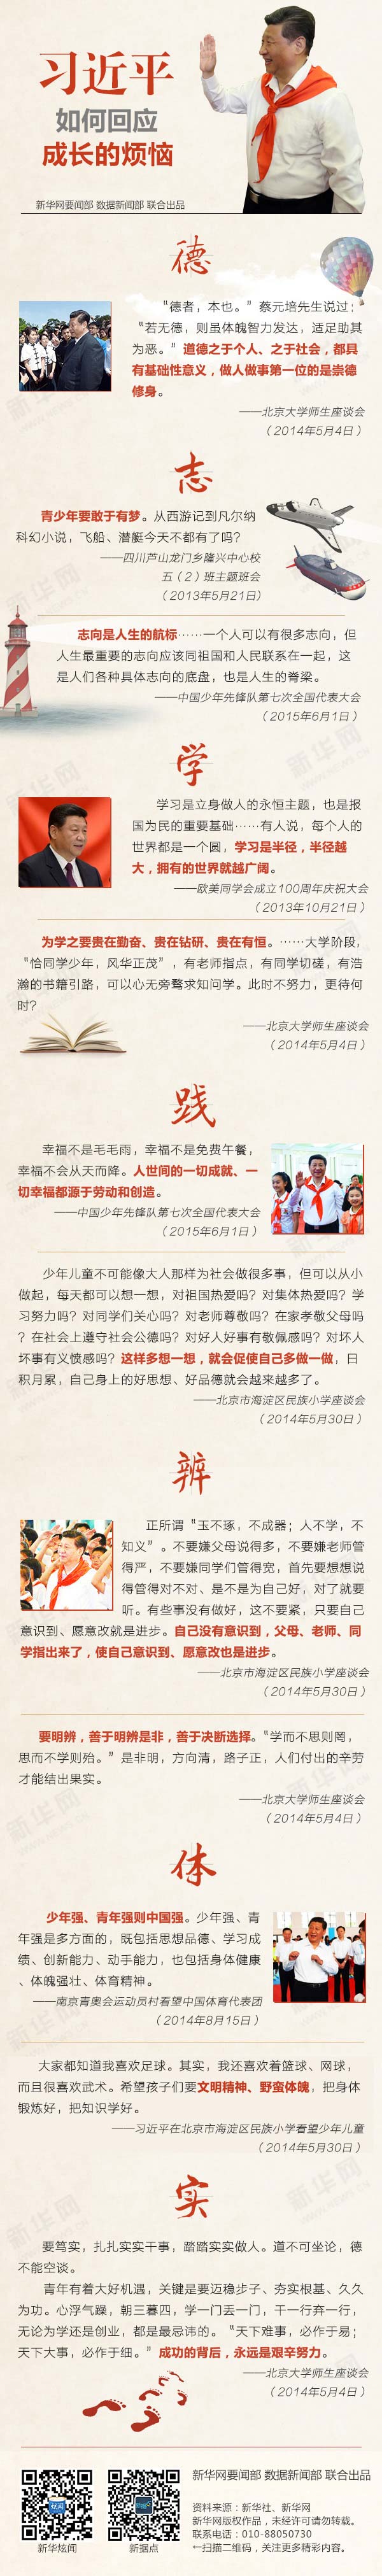 习近平
如何回应
成长的烦恼
新华网要闻部 数据新闻部 联合出品
德
“德者，本也。”蔡元培先生说过：
“若无德，则虽体魄智力发达，适足助其
为恶。”道德之于个人、之于社会，都具
有基础性意义，做人做事第一位的是崇德
修身。
——北京大学师生座谈会
（2014年5月4日）
志
青少年要敢于有梦。从西游记到凡尔纳
科幻小说，飞船、潜艇今天不都有了吗？
——四川芦山龙门乡隆兴中心校
五（2）班主题班会
（2013年5月21日）
志向是人生的航标……一个人可以有很多志向，但
人生最重要的志向应该同祖国和人民联系在一起，这
是人们各种具体志向的底盘，也是人生的脊梁。
——中国少年先锋队第七次全国代表大会
（2015年6月1日）
学
学习是立身做人的永恒主题，也是报
国为民的重要基础……有人说，每个人的
世界都是一个圆，学习是半径，半径越
大，拥有的世界就越广阔。
——欧美同学会成立100周年庆祝大会
（2013年10月21日）
为学之要贵在勤奋、贵在钻研、贵在有恒。……大学阶段，
“恰同学少年，风华正茂”，有老师指点，有同学切磋，有浩
瀚的书籍引路，可以心无旁骛求知问学。此时不努力，更待何
时？
——北京大学师生座谈会
（2014年5月4日）
践
幸福不是毛毛雨，幸福不是免费午餐，
幸福不会从天而降。人世间的一切成就、一
切幸福都源于劳动和创造。
——中国少年先锋队第七次全国代表大会
（2015年6月1日）
少年儿童不可能像大人那样为社会做很多事，但可以从小
做起，每天都可以想一想，对祖国热爱吗？对集体热爱吗？学
习努力吗？对同学们关心吗？对老师尊敬吗？在家孝敬父母吗
？在社会上遵守社会公德吗？对好人好事有敬佩感吗？对坏人
坏事有义愤感吗？这样多想一想，就会促使自己多做一做，日
积月累，自己身上的好思想、好品德就会越来越多了。
——北京市海淀区民族小学座谈会
（2014年5月30日）
辨
正所谓“玉不琢，不成器；人不学，不
知义”。不要嫌父母说得多，不要嫌老师管
得严，不要嫌同学们管得宽，首先要想想说
得管得对不对、是不是为自己好，对了就要
听。有些事没有做好，这不要紧，只要自己
意识到、愿意改就是进步。自己没有意识到，父母、老师、同
学指出来了，使自己意识到、愿意改也是进步。
——北京市海淀区民族小学座谈会
（2014年5月30日）
要明辨，善于明辨是非，善于决断选择。“学而不思则罔，
思而不学则殆。”是非明，方向清，路子正，人们付出的辛劳
才能结出果实。
——北京大学师生座谈会
（2014年5月4日）
体
少年强、青年强则中国强。少年强、青
年强是多方面的，既包括思想品德、学习成
绩、创新能力、动手能力，也包括身体健康
、体魄强壮、体育精神。
——南京青奥会运动员村看望中国体育代表团
（2014年8月15日）
大家都知道我喜欢足球。其实，我还喜欢着篮球、网球，
而且很喜欢武术。希望孩子们要文明精神、野蛮体魄，把身体
锻炼好，把知识学好。
——习近平在北京市海淀区民族小学看望少年儿童
（2014年5月30日）
实
要笃实，扎扎实实干事，踏踏实实做人。道不可坐论，德
不能空谈。
青年有着大好机遇，关键是要迈稳步子、夯实根基、久久
为功。心浮气躁，朝三暮四，学一门丢一门，干一行弃一行，
无论为学还是创业，都是最忌讳的。“天下难事，必作于易；
天下大事，必作于细。”成功的背后，永远是艰辛努力。
——北京大学师生座谈会
（2014年5月4日）
新华网要闻部 数据新闻部 联合出品
资料来源：新华社、新华网
新华网版权作品，未经许可请勿转载。
联系电话：010-88050730
←扫描二维码，关注更多精彩内容。
新华炫闻
新据点